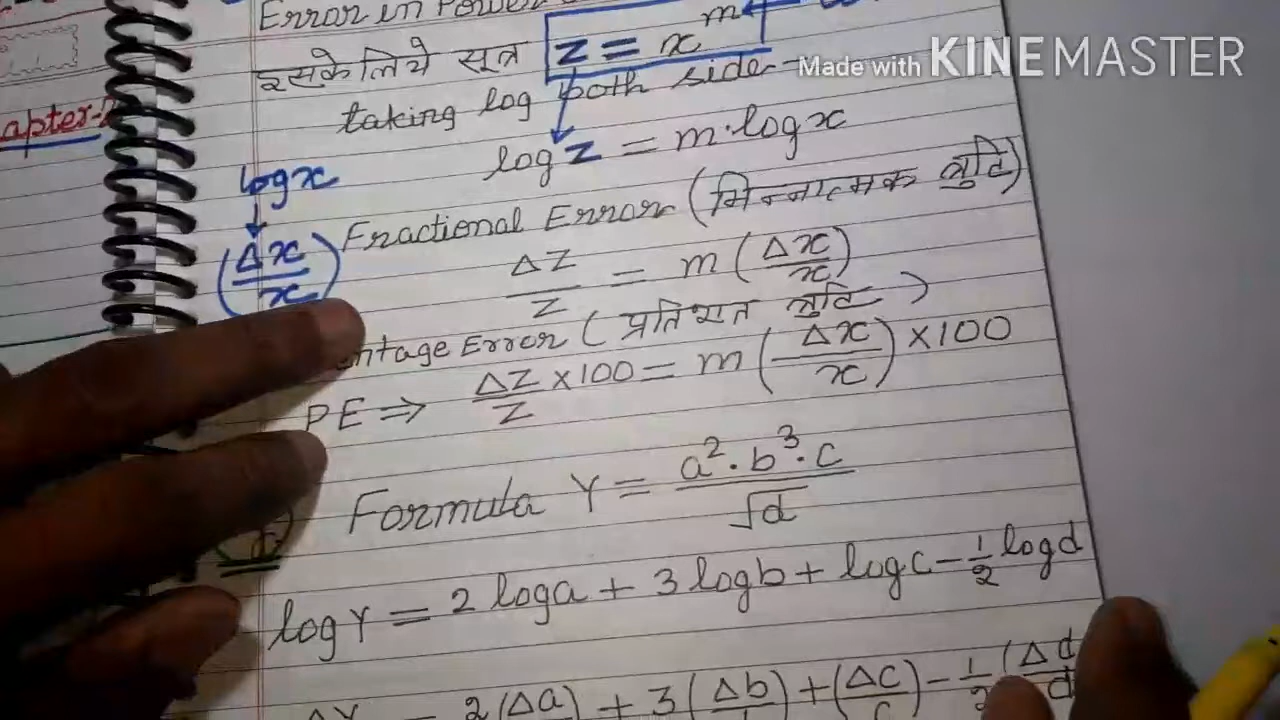 Error in Power
इसके लिये सूत्र z = x^m
Made with KINEMASTER
taking log both side-
apter-
log z = m·log x
log x
Fractional Error (भिन्नात्मक त्रुटि)
(Δx/x)
ΔZ/Z = m(Δx/x)
ntage Error (प्रतिशत त्रुटि)
PE ⇒ ΔZ/Z ×100 = m(Δx/x) ×100
Formula Y = a²·b³·c/√d
log Y = 2 log a + 3 log b + log c - 1/2 log d
ΔY = 2(Δa) + 3(Δb) + (Δc/c) - 1/2(Δd/d